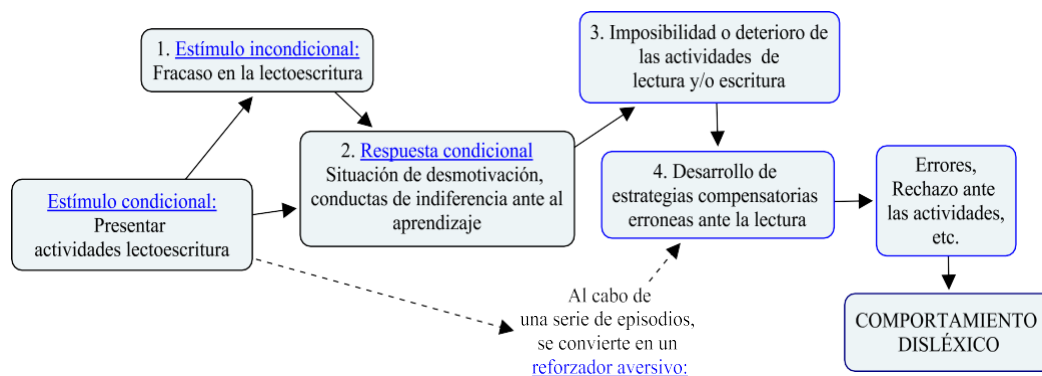 1. Estímulo incondicional:
Fracaso en la lectoescritura
3. Imposibilidad o deterioro de
las actividades de
lectura y/o escritura
2. Respuesta condicional
Situación de desmotivación,
conductas de indiferencia ante al
aprendizaje
Estímulo condicional:
Presentar
actividades lectoescritura
4. Desarrollo de
estrategias compensatorias
erroneas ante la lectura
Errores,
Rechazo ante
las actividades,
etc.
Al cabo de
una serie de episodios,
se convierte en un
reforzador aversivo:
COMPORTAMIENTO
DISLÉXICO